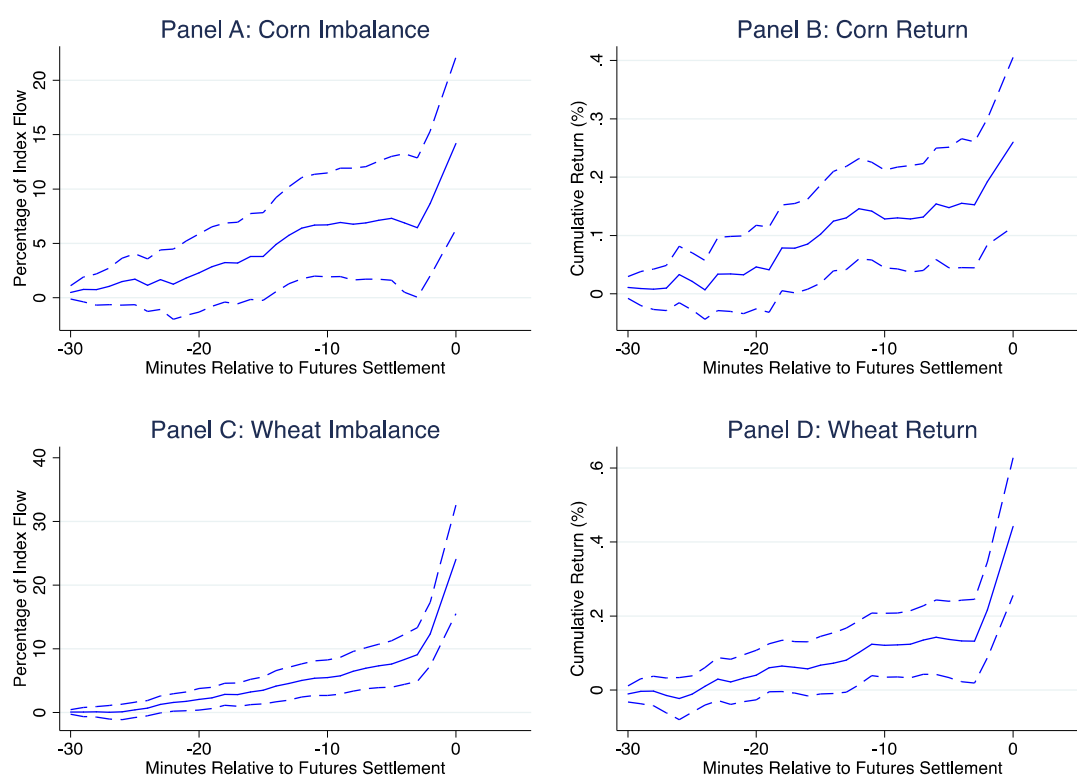 Panel A: Corn Imbalance
Percentage of Index Flow
20
15
10
5
0
-30
-20
-10
0
Minutes Relative to Futures Settlement
Panel B: Corn Return
Cumulative Return (%)
.4
.3
.2
.1
0
-30
-20
-10
0
Minutes Relative to Futures Settlement
Panel C: Wheat Imbalance
Percentage of Index Flow
40
30
20
10
0
-30
-20
-10
0
Minutes Relative to Futures Settlement
Panel D: Wheat Return
Cumulative Return (%)
.6
.4
.2
0
-30
-20
-10
0
Minutes Relative to Futures Settlement